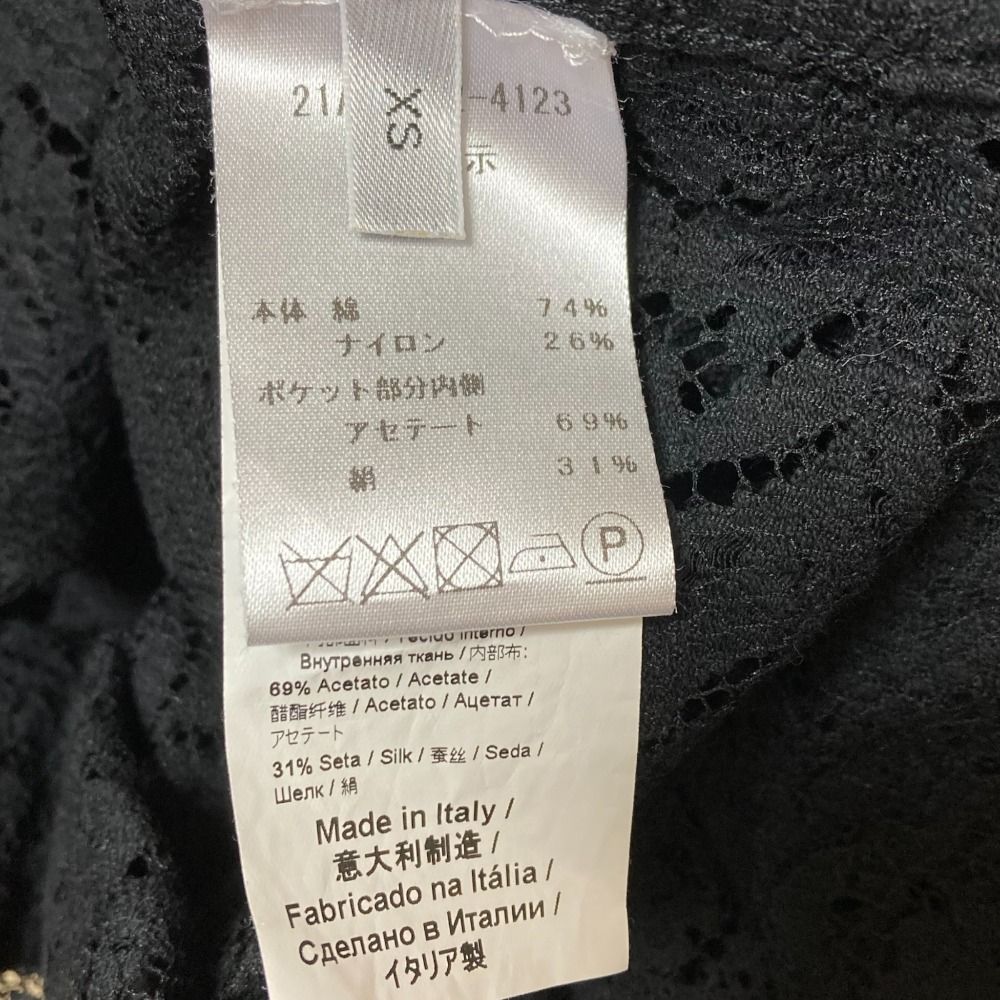 XS
-4123
示
本体 綿 74%
ナイロン 26%
ポケット部分内側
アセテート 69%
絹 31%
P
Tecido interno /
Внутренняя ткань / 内部布:
69% Acetato / Acetate /
醋酯纤维 / Acetato / Ацетат /
アセテート
31% Seta / Silk / 蚕丝 / Seda /
Шелк / 絹
Made in Italy /
意大利制造 /
Fabricado na Itália /
Сделано в Италии /
イタリア製